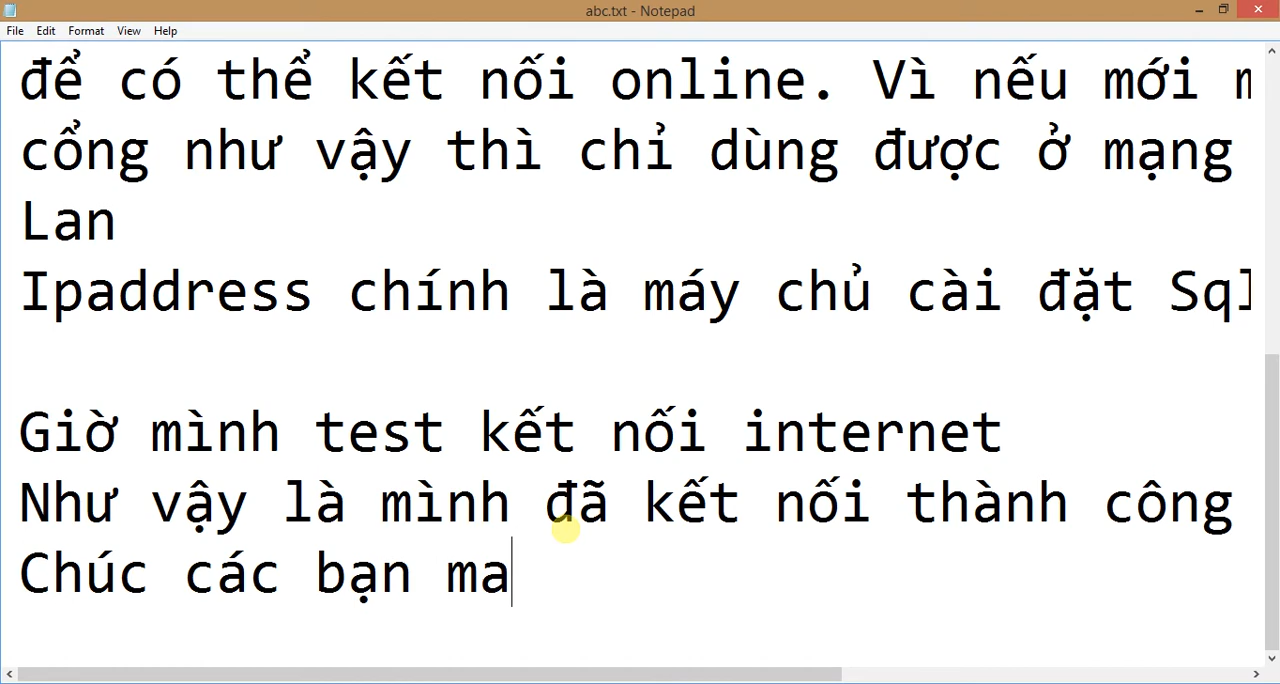 abc.txt - Notepad
File Edit Format View Help
để có thể kết nối online. Vì nếu mới
cổng như vậy thì chỉ dùng được ở mạng
Lan
Ipaddress chính là máy chủ cài đặt Sql
Giờ mình test kết nối internet
Như vậy là mình đã kết nối thành công
Chúc các bạn ma